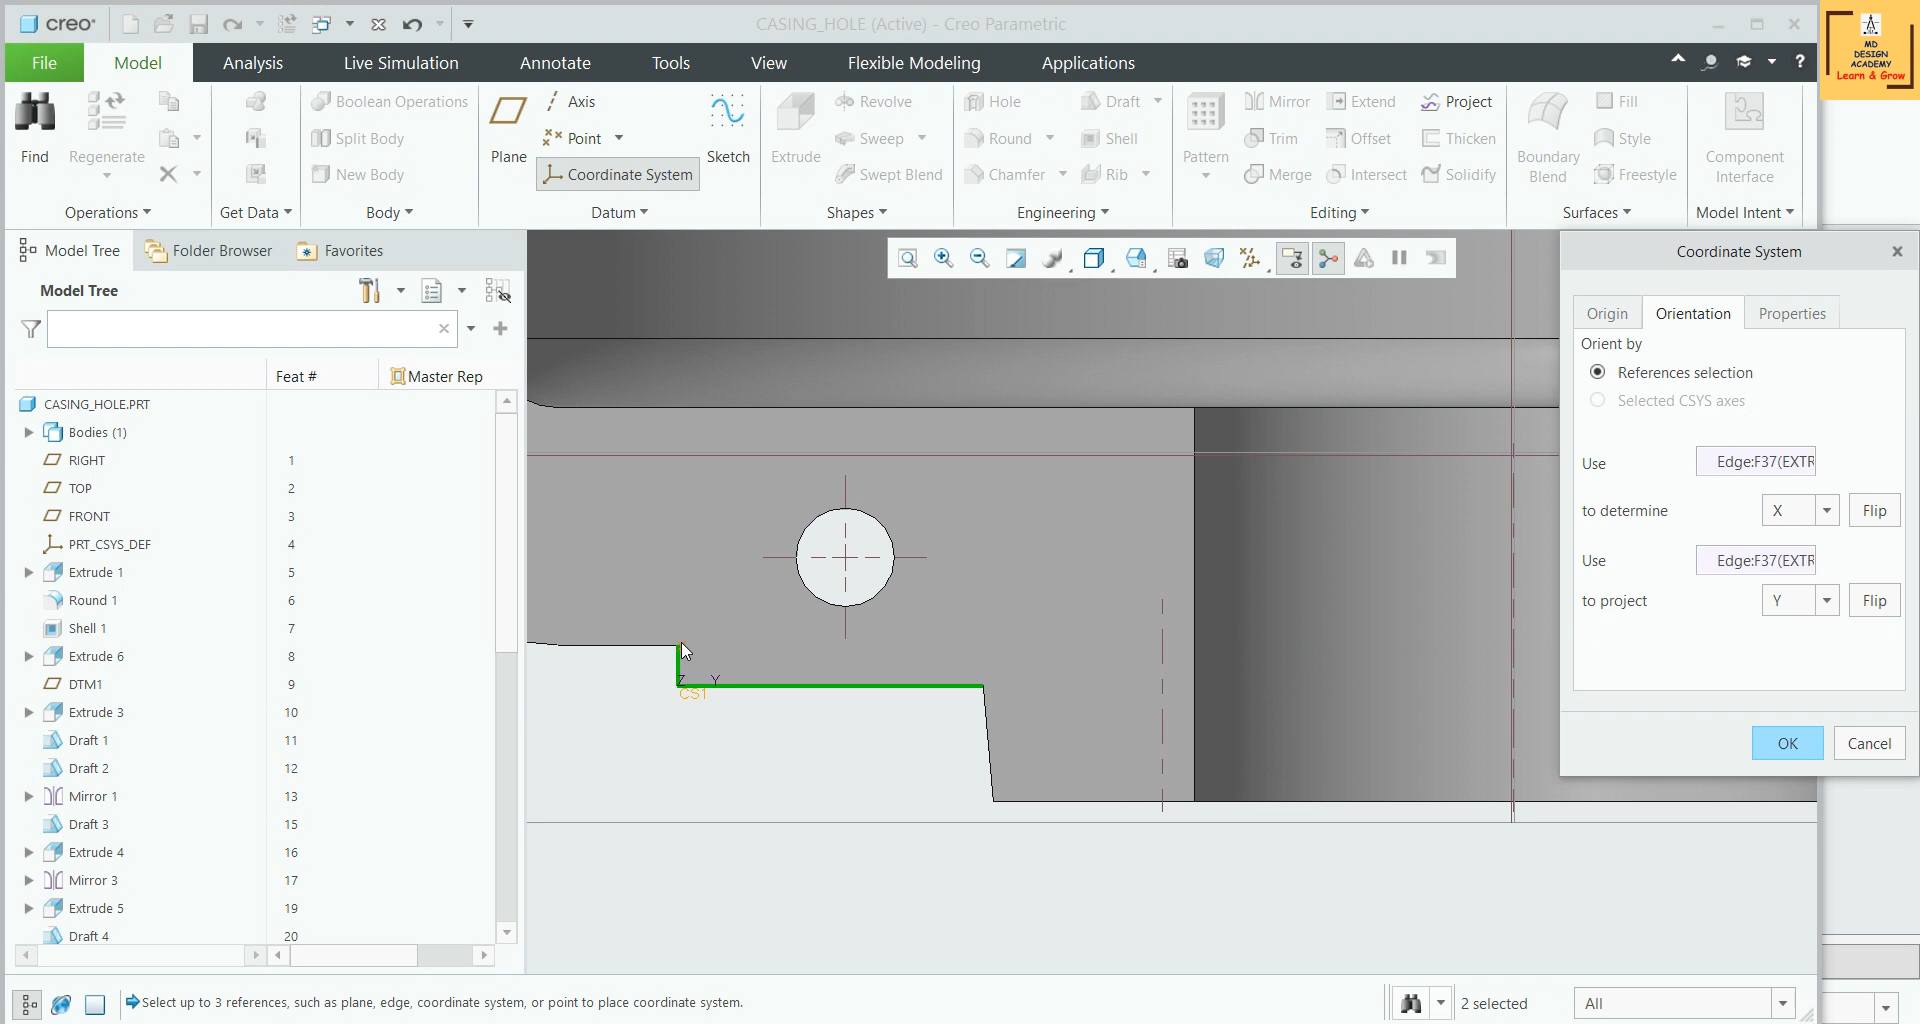 creo
CASING_HOLE (Active) - Creo Parametric
MD
DESIGN
ACADEMY
Learn & Grow
File
Model
Analysis
Live Simulation
Annotate
Tools
View
Flexible Modeling
Applications
?
Find
Regenerate
Boolean Operations
Split Body
New Body
Plane
Axis
Point
Coordinate System
Sketch
Extrude
Revolve
Sweep
Swept Blend
Hole
Round
Chamfer
Draft
Shell
Rib
Pattern
Mirror
Trim
Merge
Extend
Offset
Intersect
Project
Thicken
Solidify
Boundary
Blend
Fill
Style
Freestyle
Component
Interface
Operations
Get Data
Body
Datum
Shapes
Engineering
Editing
Surfaces
Model Intent
Model Tree
Folder Browser
Favorites
Model Tree
Feat #
Master Rep
CASING_HOLE.PRT
Bodies (1)
RIGHT 1
TOP 2
FRONT 3
PRT_CSYS_DEF 4
Extrude 1 5
Round 1 6
Shell 1 7
Extrude 6 8
DTM1 9
Extrude 3 10
Draft 1 11
Draft 2 12
Mirror 1 13
Draft 3 15
Extrude 4 16
Mirror 3 17
Extrude 5 19
Draft 4 20
Z Y
CS1
Coordinate System
Origin
Orientation
Properties
Orient by
References selection
Selected CSYS axes
Use Edge:F37(EXTR
to determine X Flip
Use Edge:F37(EXTR
to project Y Flip
OK
Cancel
Select up to 3 references, such as plane, edge, coordinate system, or point to place coordinate system.
2 selected
All